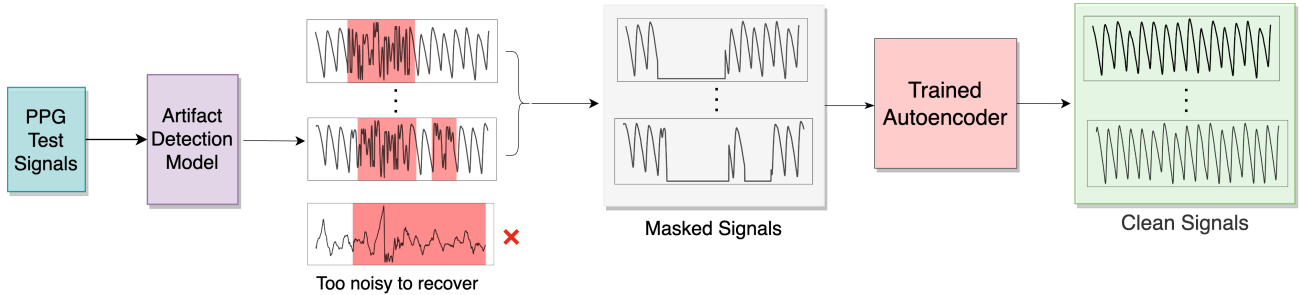 PPG
Test
Signals
Artifact
Detection
Model
Too noisy to recover
Masked Signals
Trained
Autoencoder
Clean Signals